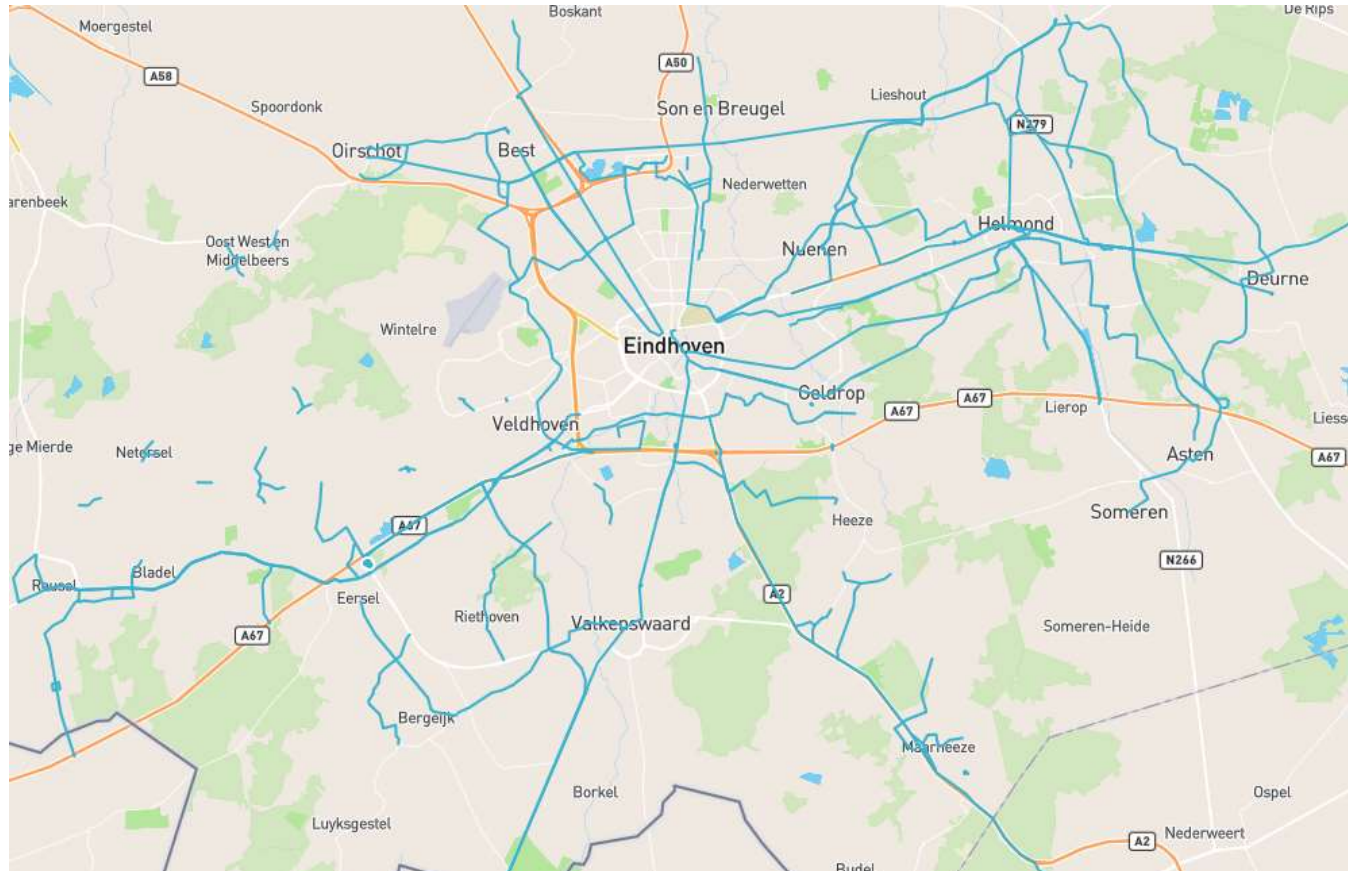 Boskant
De Rips
Moergestel
A58
A50
Lieshout
Spoordonk
Son en Breugel
N279
Oirschot
Best
Nederwetten
arenbeek
Helmond
Oost West en
Middelbeers
Nuenen
Deurne
Wintelre
Eindhoven
Geldrop
A67
A67
Lierop
Liess
Veldhoven
ge Mierde
Netersel
A67
Asten
Someren
A67
Heeze
N266
Reusel
Bladel
Eersel
A2
Riethoven
Valkenswaard
Someren-Heide
A67
Bergeijk
Maarheeze
Borkel
Ospel
Luyksgestel
Nederweert
A2
Budel